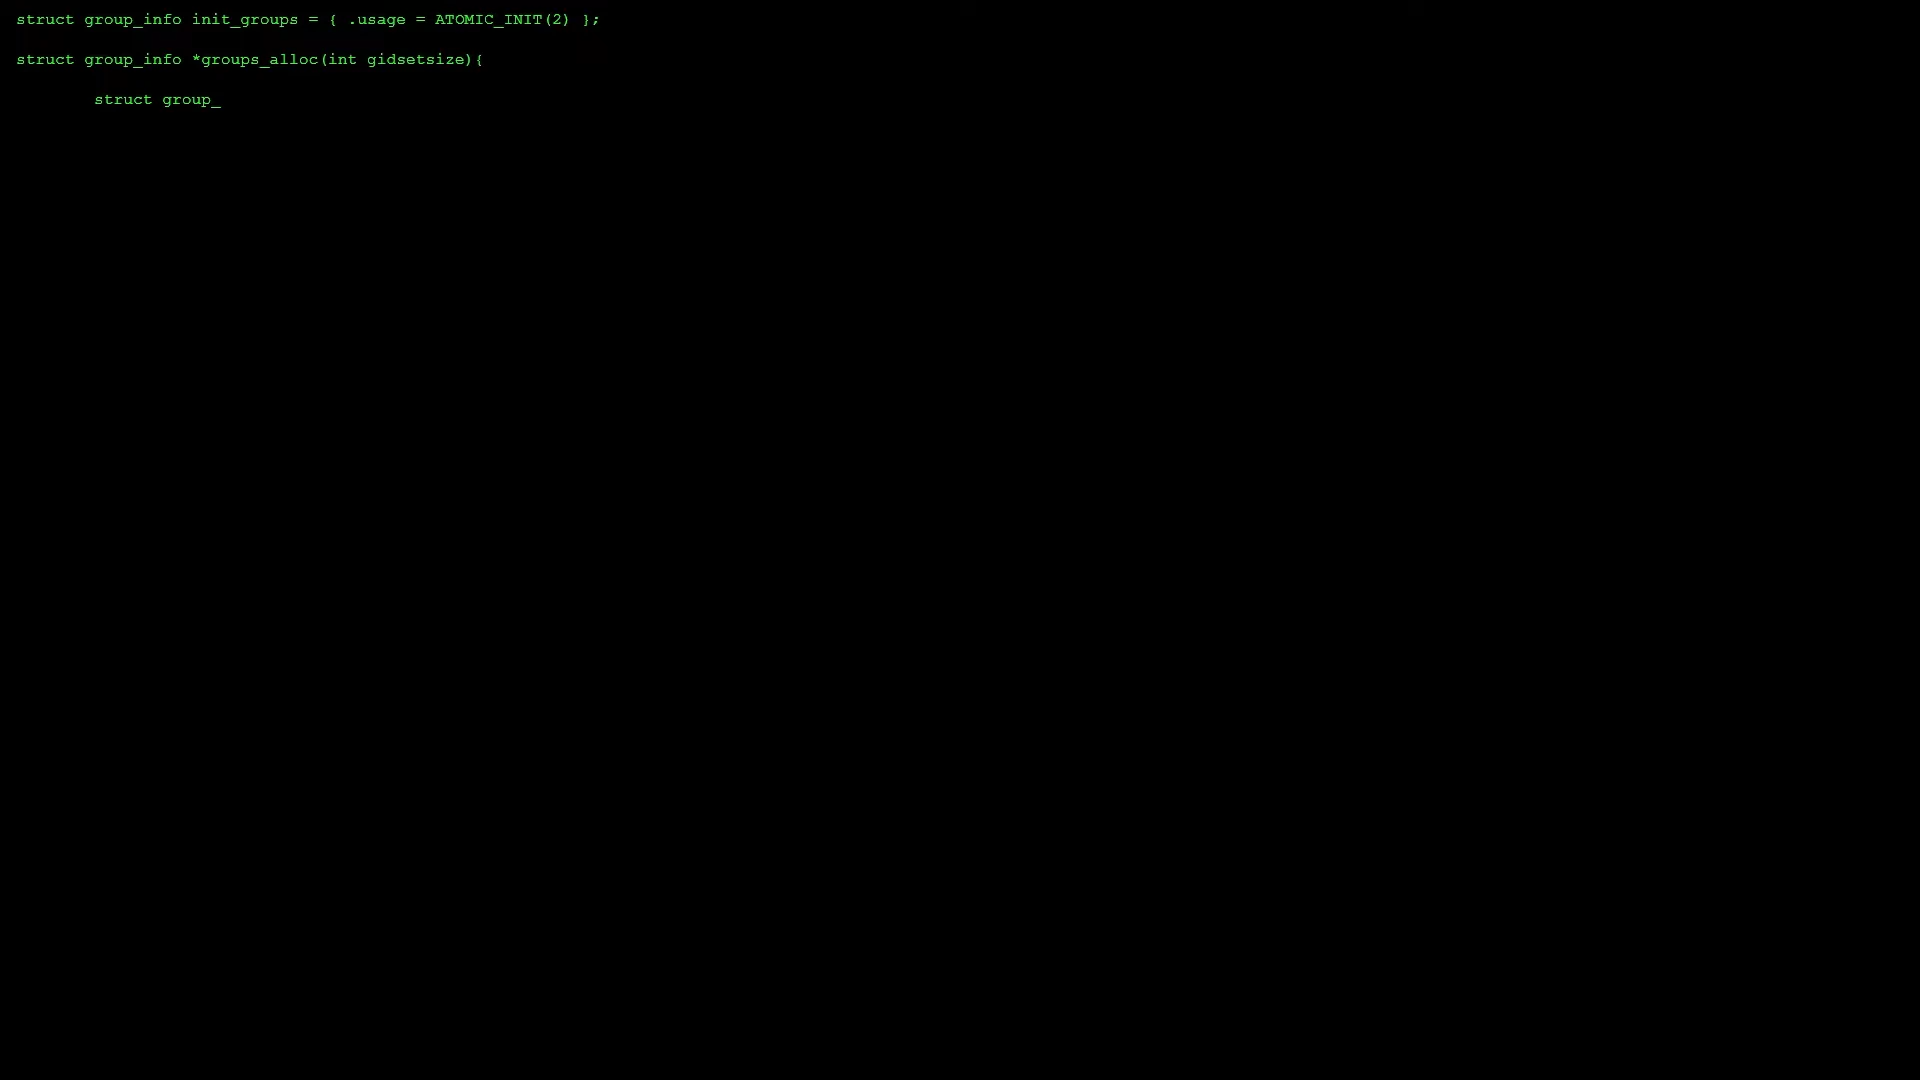 struct group_info init_groups = { .usage = ATOMIC_INIT(2) };
struct group_info *groups_alloc(int gidsetsize){
struct group_